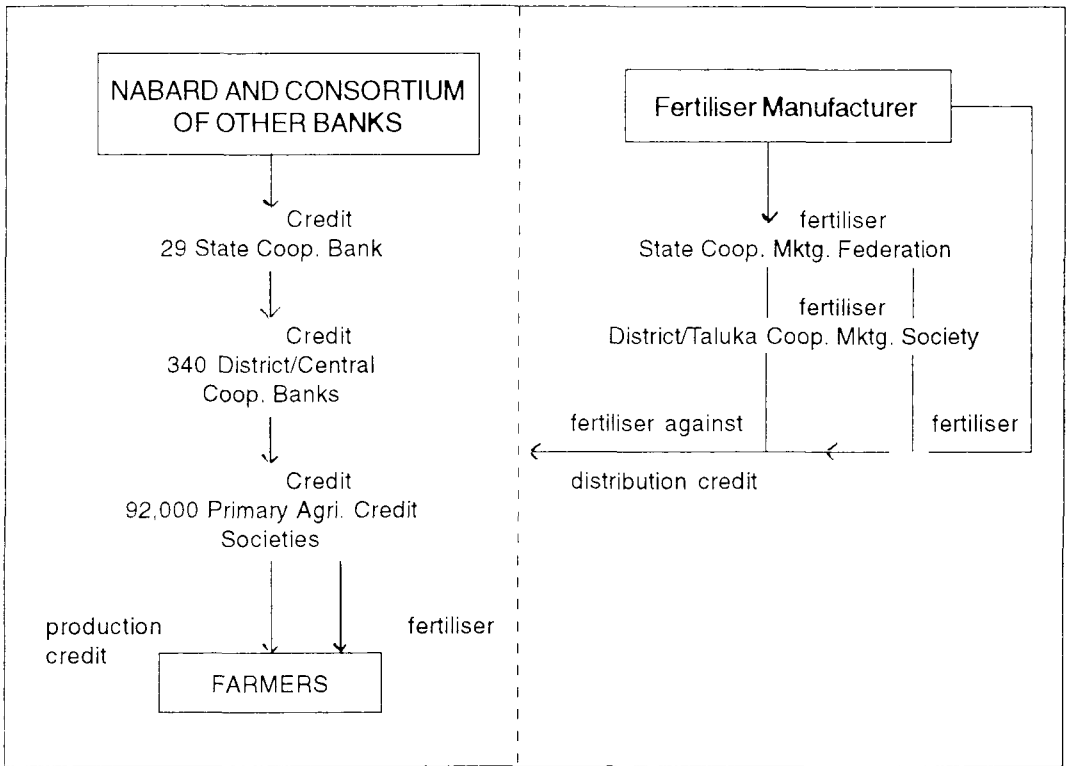 NABARD AND CONSORTIUM
OF OTHER BANKS
Credit
29 State Coop. Bank
Credit
340 District/Central
Coop. Banks
Credit
92,000 Primary Agri. Credit
Societies
production
credit
fertiliser
FARMERS
Fertiliser Manufacturer
fertiliser
State Coop. Mktg. Federation
fertiliser
District/Taluka Coop. Mktg. Society
fertiliser against
fertiliser
distribution credit